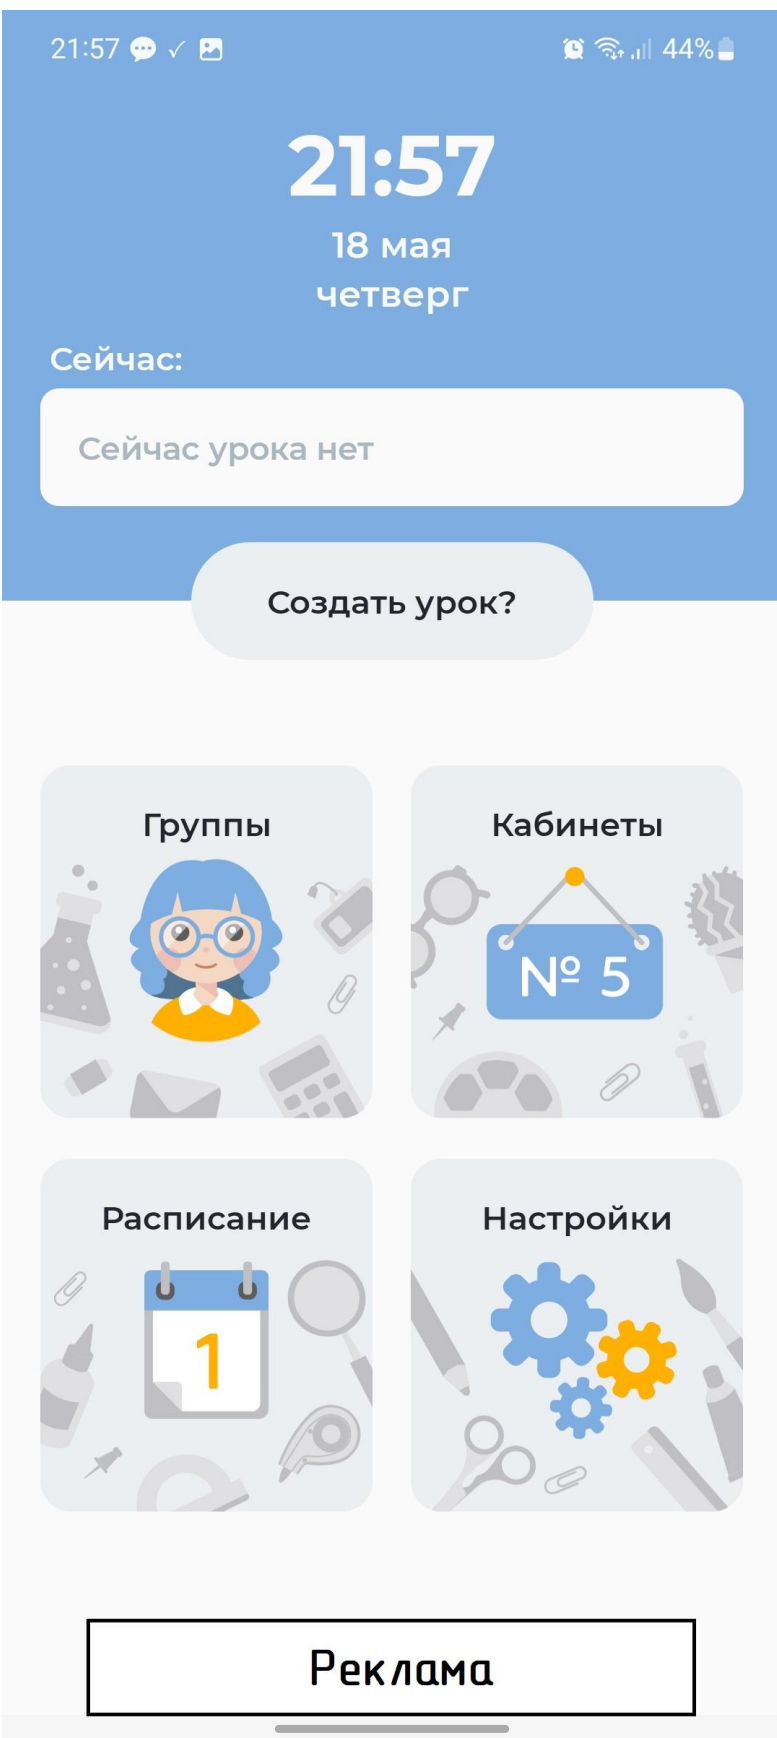 21:57
44%
21:57
18 мая
четверг
Сейчас:
Сейчас урока нет
Создать урок?
Группы
Кабинеты
№ 5
Расписание
Настройки
1
Реклама